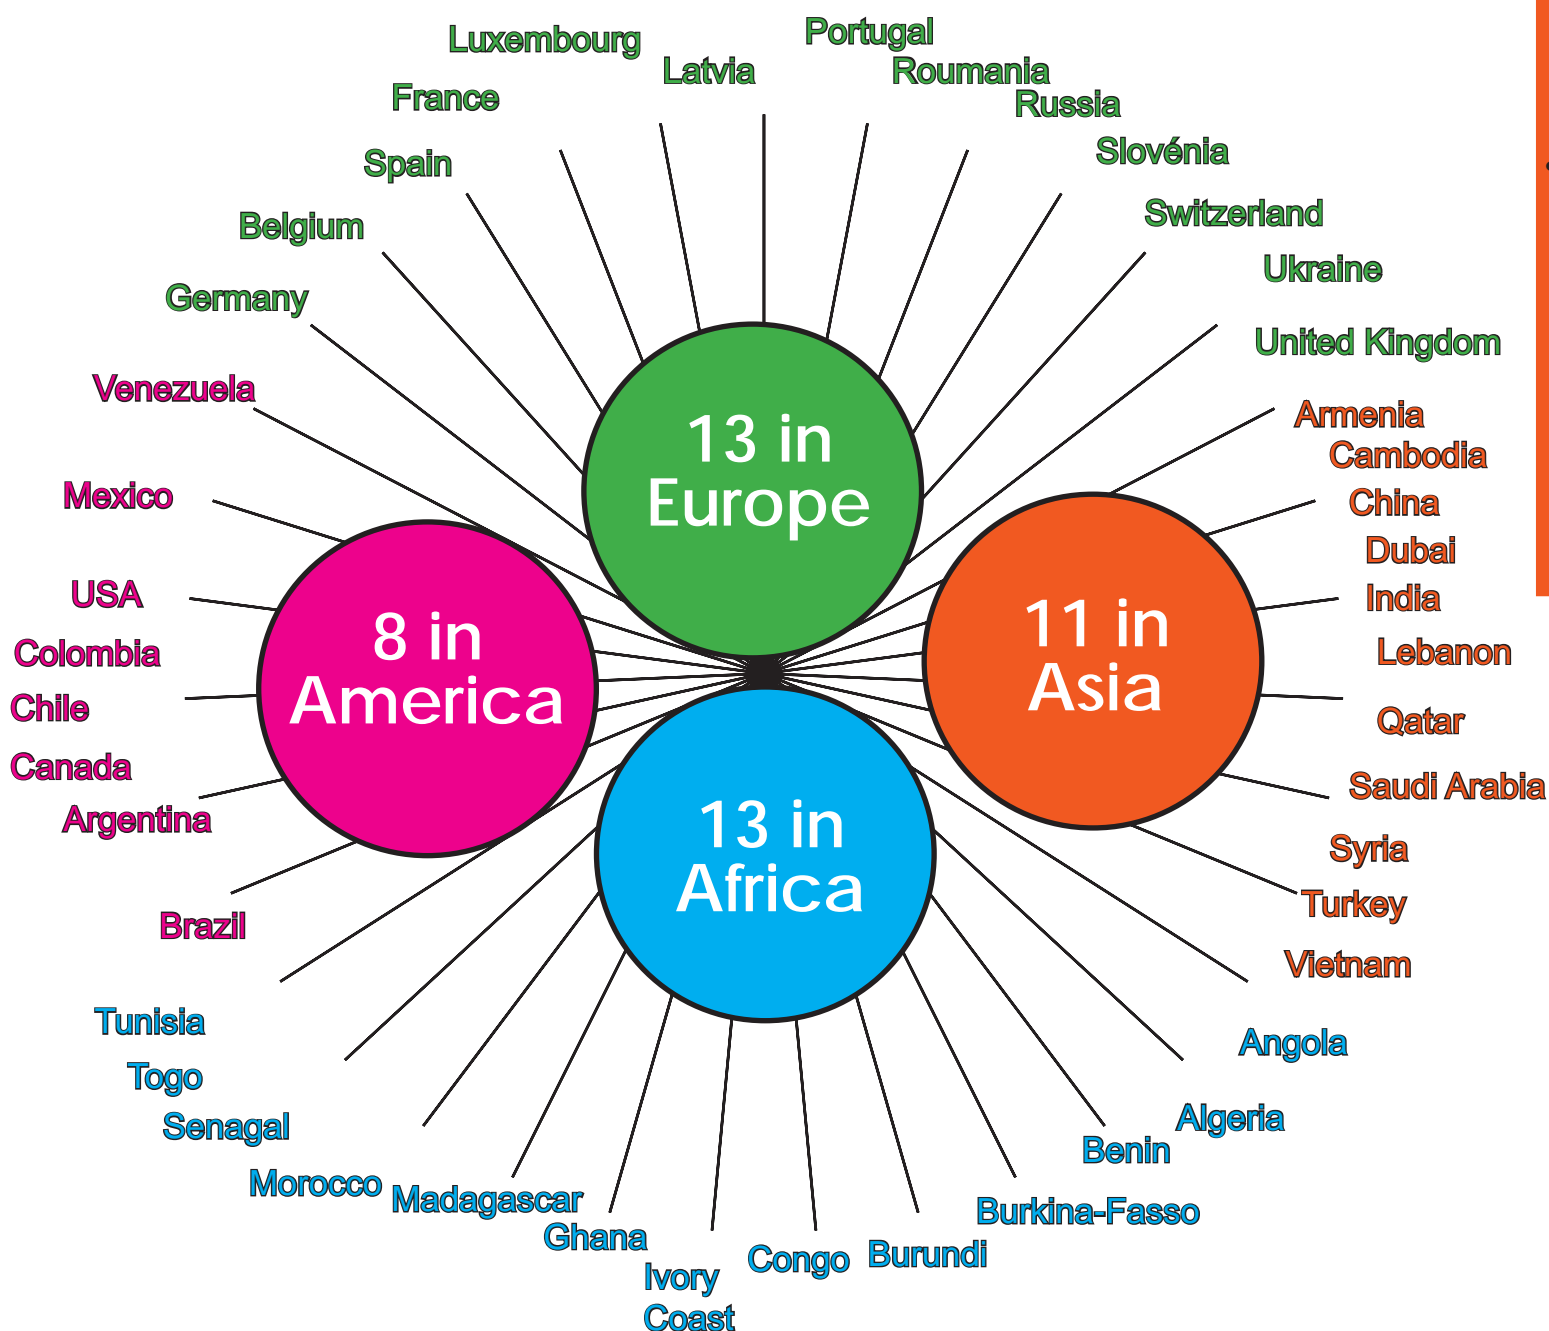 Portugal
Luxembourg
Latvia
Roumania
France
Russia
Spain
Slovénia
Belgium
Switzerland
Germany
Ukraine
United Kingdom
Venezuela
Armenia
Cambodia
Mexico
China
Dubai
USA
India
Colombia
Lebanon
Chile
Qatar
Canada
Saudi Arabia
Argentina
Syria
Turkey
Brazil
Vietnam
13 in
Europe
8 in
America
11 in
Asia
13 in
Africa
Tunisia
Angola
Togo
Algeria
Senagal
Benin
Morocco
Madagascar
Burkina-Fasso
Ghana
Burundi
Congo
Ivory
Coast